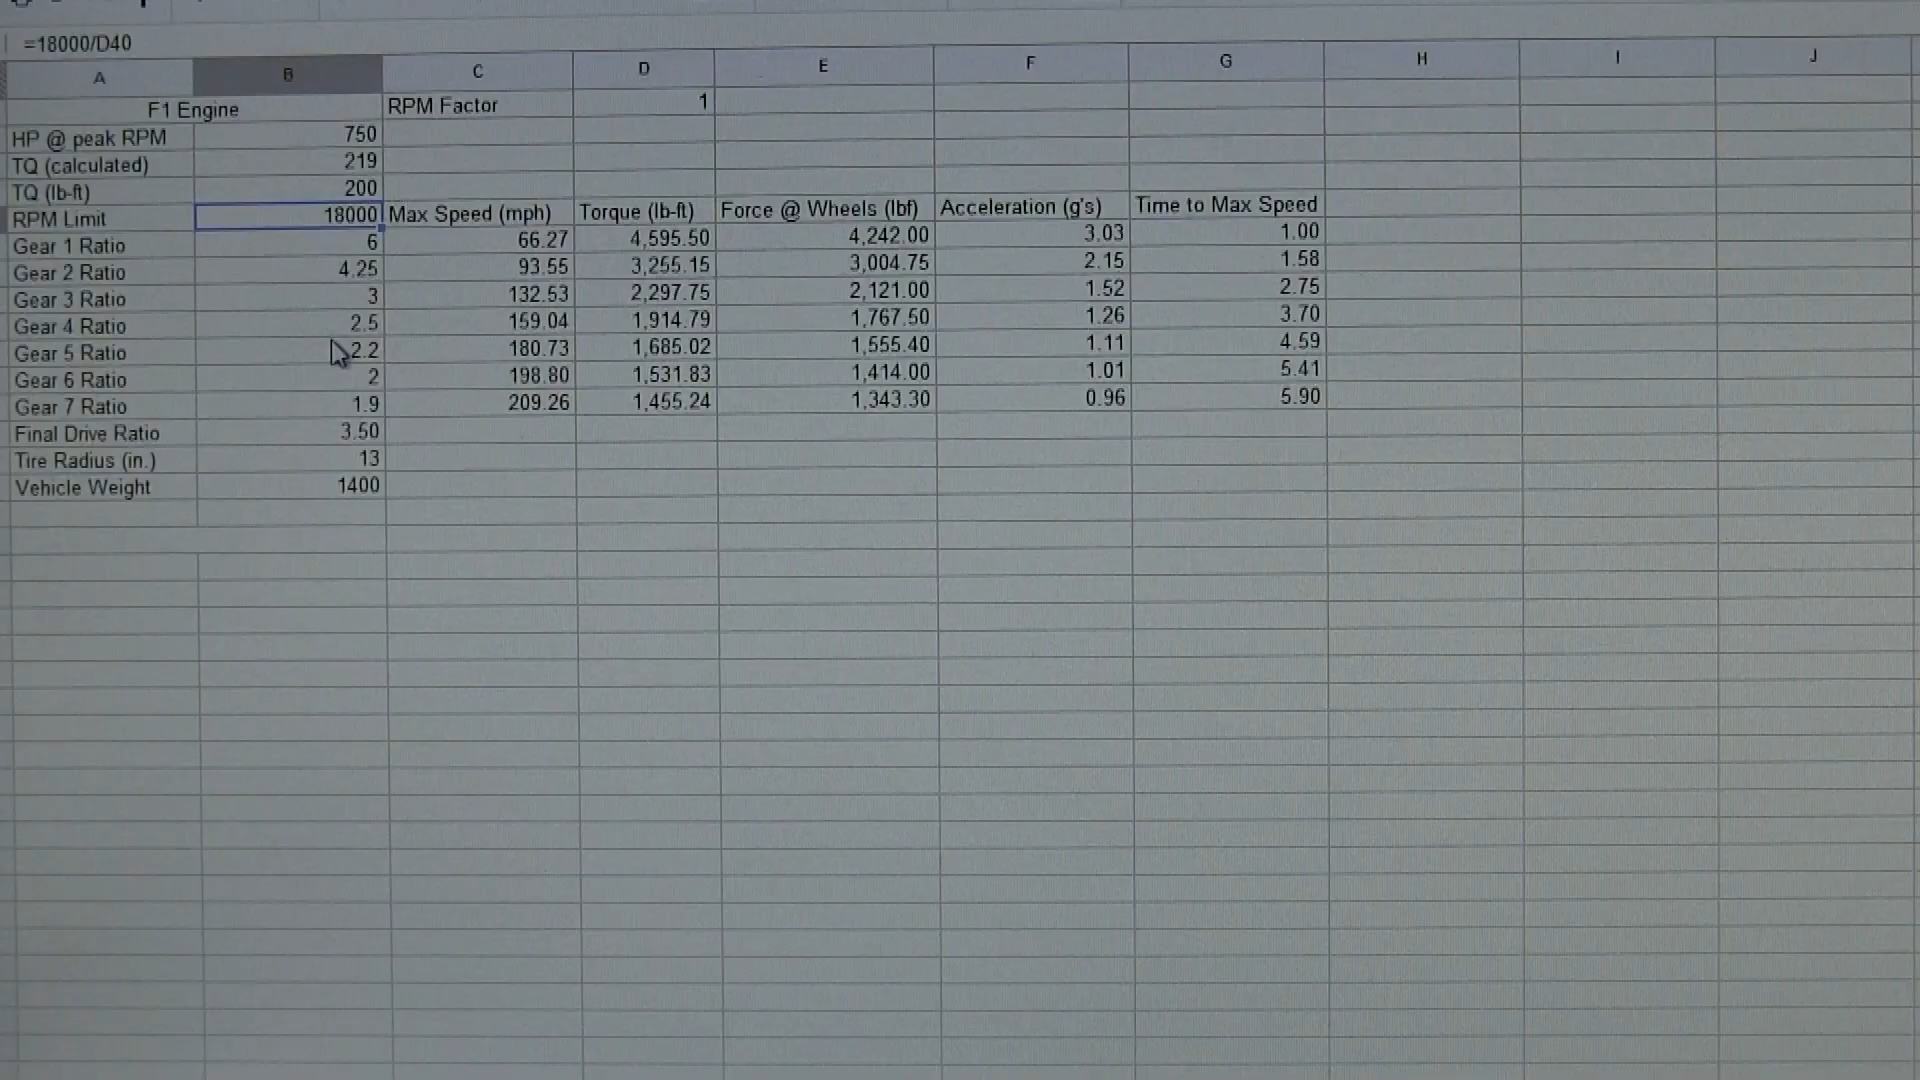 =18000/D40
A B C D E F G H I J
F1 Engine RPM Factor 1
HP @ peak RPM 750
TQ (calculated) 219
TQ (lb-ft) 200
RPM Limit 18000 Max Speed (mph) Torque (lb-ft) Force @ Wheels (lbf) Acceleration (g's) Time to Max Speed
Gear 1 Ratio 6 66.27 4,595.50 4,242.00 3.03 1.00
Gear 2 Ratio 4.25 93.55 3,255.15 3,004.75 2.15 1.58
Gear 3 Ratio 3 132.53 2,297.75 2,121.00 1.52 2.75
Gear 4 Ratio 2.5 159.04 1,914.79 1,767.50 1.26 3.70
Gear 5 Ratio 2.2 180.73 1,685.02 1,555.40 1.11 4.59
Gear 6 Ratio 2 198.80 1,531.83 1,414.00 1.01 5.41
Gear 7 Ratio 1.9 209.26 1,455.24 1,343.30 0.96 5.90
Final Drive Ratio 3.50
Tire Radius (in.) 13
Vehicle Weight 1400